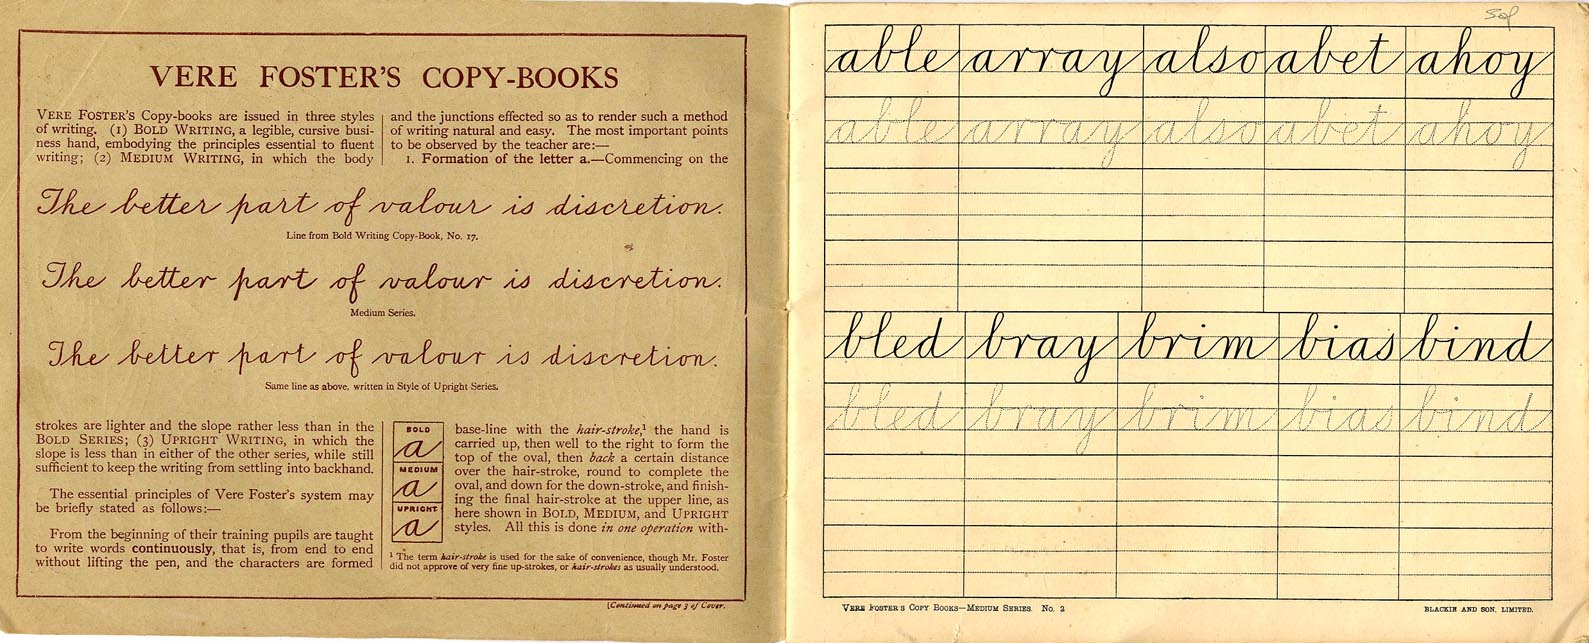 VERE FOSTER'S COPY-BOOKS
VERE FOSTER'S Copy-books are issued in three styles
of writing. (1) BOLD WRITING, a legible, cursive busi-
ness hand, embodying the principles essential to fluent
writing; (2) MEDIUM WRITING, in which the body
and the junctions effected so as to render such a method
of writing natural and easy. The most important points
to be observed by the teacher are:—
1. Formation of the letter a.—Commencing on the
The better part of valour is discretion.
Line from Bold Writing Copy-Book, No. 17.
The better part of valour is discretion.
Medium Series.
The better part of valour is discretion.
Same line as above, written in Style of Upright Series.
strokes are lighter and the slope rather less than in the
BOLD SERIES; (3) UPRIGHT WRITING, in which the
slope is less than in either of the other series, while still
sufficient to keep the writing from settling into backhand.
The essential principles of Vere Foster's system may
be briefly stated as follows:—
From the beginning of their training pupils are taught
to write words continuously, that is, from end to end
without lifting the pen, and the characters are formed
BOLD
a
MEDIUM
a
UPRIGHT
a
base-line with the hair-stroke,¹ the hand is
carried up, then well to the right to form the
top of the oval, then back a certain distance
over the hair-stroke, round to complete the
oval, and down for the down-stroke, and finish-
ing the final hair-stroke at the upper line, as
here shown in BOLD, MEDIUM, and UPRIGHT
styles. All this is done in one operation with-
¹ The term hair-stroke is used for the sake of convenience, though Mr. Foster
did not approve of very fine up-strokes, or hair-strokes as usually understood.
[Continued on page 3 of Cover.
able array also abet ahoy
able array also abet ahoy
bled bray brim bias bind
bled bray brim bias bind
VERE FOSTER'S COPY BOOKS—MEDIUM SERIES. No. 2
BLACKIE AND SON, LIMITED.